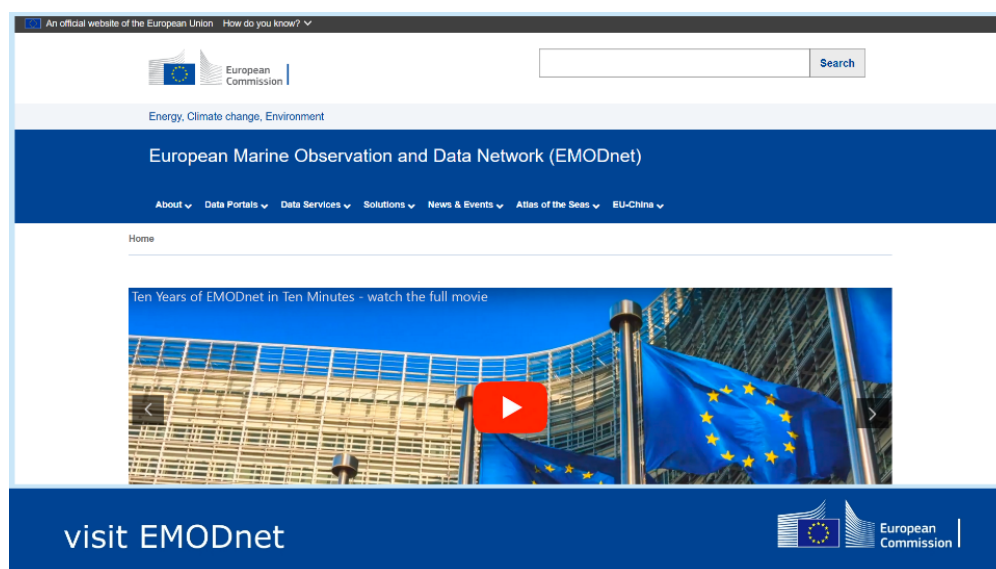 An official website of the European Union How do you know?
European
Commission
Search
Energy, Climate change, Environment
European Marine Observation and Data Network (EMODnet)
About Data Portals Data Services Solutions News & Events Atlas of the Seas EU-China
Home
Ten Years of EMODnet in Ten Minutes - watch the full movie
visit EMODnet
European
Commission